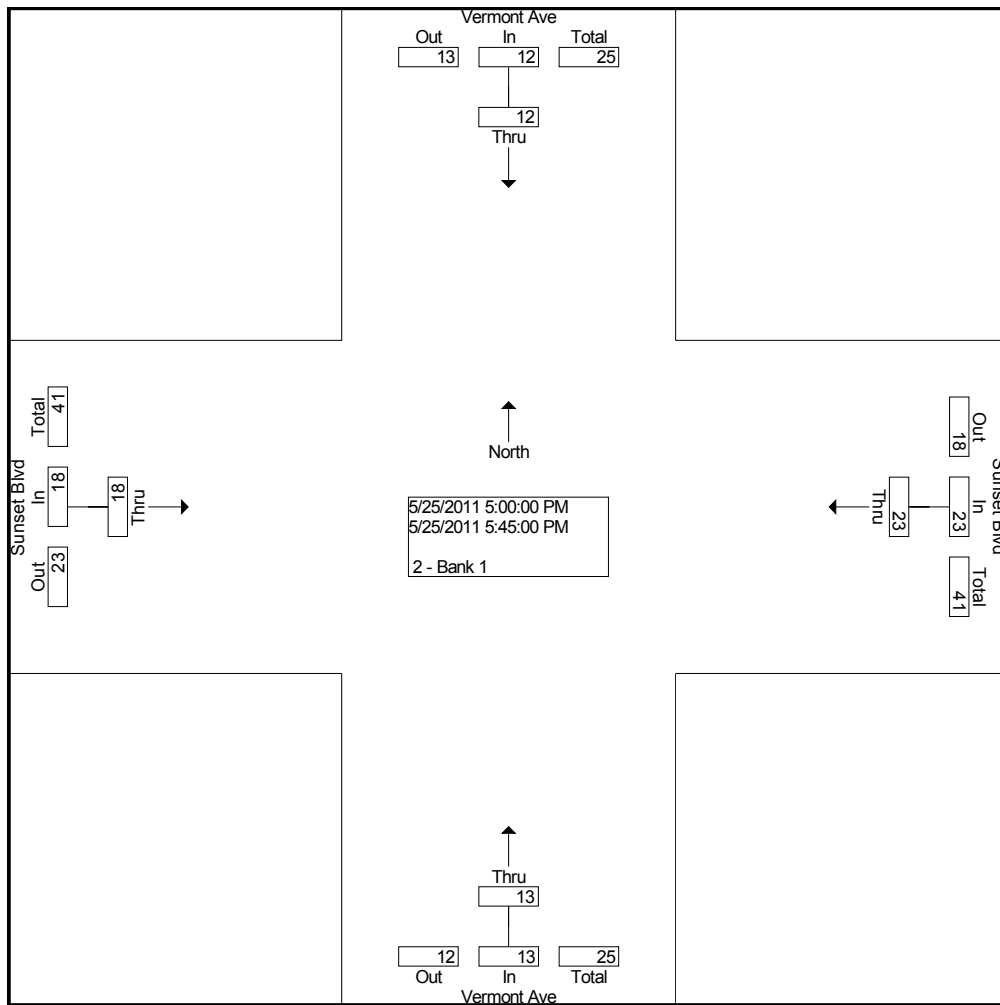 Vermont Ave
Out In Total
13 12 25
12
Thru
Total 41
In 18
Out 23
Sunset Blvd
18
Thru
North
5/25/2011 5:00:00 PM
5/25/2011 5:45:00 PM
2 - Bank 1
Thru
23
Out 18
In 23
Total 41
Sunset Blvd
Thru
13
12 13 25
Out In Total
Vermont Ave